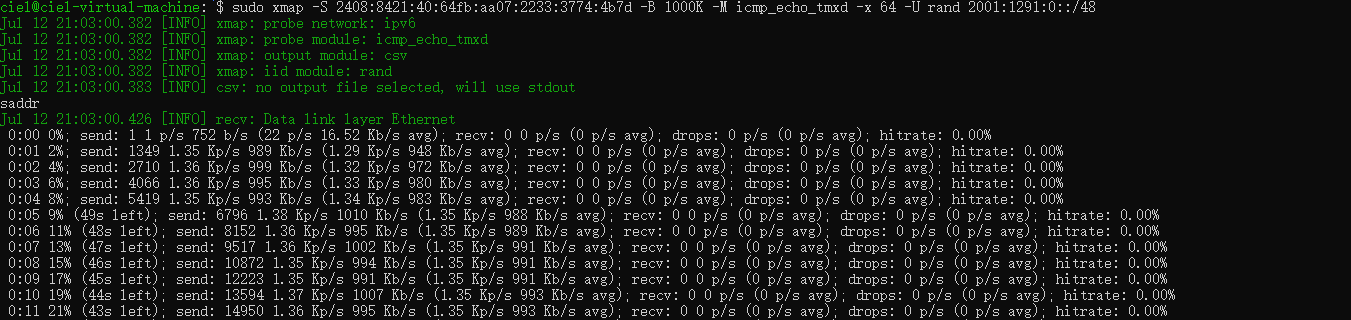 ciel@ciel-virtual-machine: $ sudo xmap -S 2408:8421:40:64fb:aa07:2233:3774:4b7d -B 1000K -M icmp_echo_tmxd -x 64 -U rand 2001:1291:0::/48
Jul 12 21:03:00.382 [INFO] xmap: probe network: ipv6
Jul 12 21:03:00.382 [INFO] xmap: probe module: icmp_echo_tmxd
Jul 12 21:03:00.382 [INFO] xmap: output module: csv
Jul 12 21:03:00.382 [INFO] xmap: iid module: rand
Jul 12 21:03:00.383 [INFO] csv: no output file selected, will use stdout
saddr
Jul 12 21:03:00.426 [INFO] recv: Data link layer Ethernet
0:00 0%; send: 1 1 p/s 752 b/s (22 p/s 16.52 Kb/s avg); recv: 0 0 p/s (0 p/s avg); drops: 0 p/s (0 p/s avg); hitrate: 0.00%
0:01 2%; send: 1349 1.35 Kp/s 989 Kb/s (1.29 Kp/s 948 Kb/s avg); recv: 0 0 p/s (0 p/s avg); drops: 0 p/s (0 p/s avg); hitrate: 0.00%
0:02 4%; send: 2710 1.36 Kp/s 999 Kb/s (1.32 Kp/s 972 Kb/s avg); recv: 0 0 p/s (0 p/s avg); drops: 0 p/s (0 p/s avg); hitrate: 0.00%
0:03 6%; send: 4066 1.36 Kp/s 995 Kb/s (1.33 Kp/s 980 Kb/s avg); recv: 0 0 p/s (0 p/s avg); drops: 0 p/s (0 p/s avg); hitrate: 0.00%
0:04 8%; send: 5419 1.35 Kp/s 993 Kb/s (1.34 Kp/s 983 Kb/s avg); recv: 0 0 p/s (0 p/s avg); drops: 0 p/s (0 p/s avg); hitrate: 0.00%
0:05 9% (49s left); send: 6796 1.38 Kp/s 1010 Kb/s (1.35 Kp/s 988 Kb/s avg); recv: 0 0 p/s (0 p/s avg); drops: 0 p/s (0 p/s avg); hitrate: 0.00%
0:06 11% (48s left); send: 8152 1.36 Kp/s 995 Kb/s (1.35 Kp/s 989 Kb/s avg); recv: 0 0 p/s (0 p/s avg); drops: 0 p/s (0 p/s avg); hitrate: 0.00%
0:07 13% (47s left); send: 9517 1.36 Kp/s 1002 Kb/s (1.35 Kp/s 991 Kb/s avg); recv: 0 0 p/s (0 p/s avg); drops: 0 p/s (0 p/s avg); hitrate: 0.00%
0:08 15% (46s left); send: 10872 1.35 Kp/s 994 Kb/s (1.35 Kp/s 991 Kb/s avg); recv: 0 0 p/s (0 p/s avg); drops: 0 p/s (0 p/s avg); hitrate: 0.00%
0:09 17% (45s left); send: 12223 1.35 Kp/s 991 Kb/s (1.35 Kp/s 991 Kb/s avg); recv: 0 0 p/s (0 p/s avg); drops: 0 p/s (0 p/s avg); hitrate: 0.00%
0:10 19% (44s left); send: 13594 1.37 Kp/s 1007 Kb/s (1.35 Kp/s 993 Kb/s avg); recv: 0 0 p/s (0 p/s avg); drops: 0 p/s (0 p/s avg); hitrate: 0.00%
0:11 21% (43s left); send: 14950 1.36 Kp/s 995 Kb/s (1.35 Kp/s 993 Kb/s avg); recv: 0 0 p/s (0 p/s avg); drops: 0 p/s (0 p/s avg); hitrate: 0.00%